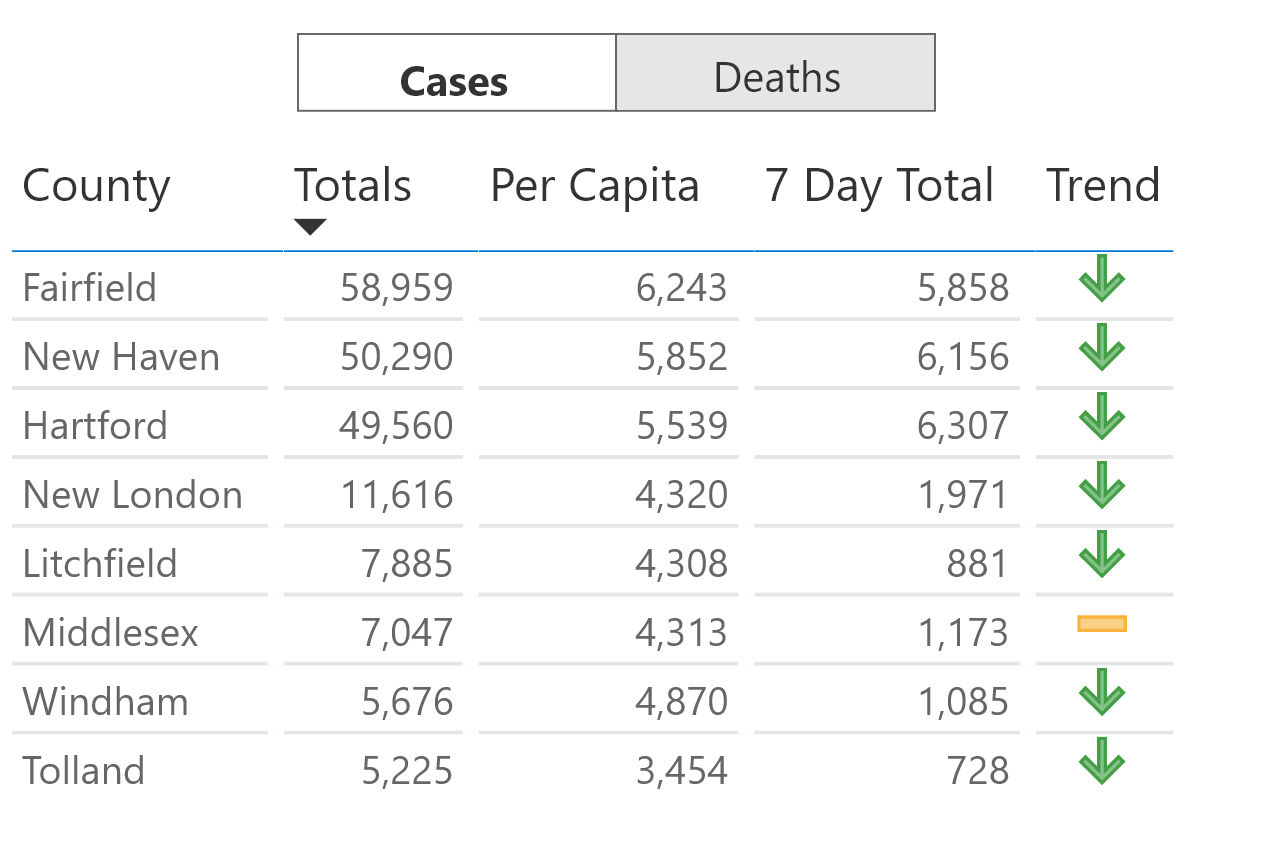 Cases Deaths
County Totals Per Capita 7 Day Total Trend
Fairfield 58,959 6,243 5,858
New Haven 50,290 5,852 6,156
Hartford 49,560 5,539 6,307
New London 11,616 4,320 1,971
Litchfield 7,885 4,308 881
Middlesex 7,047 4,313 1,173
Windham 5,676 4,870 1,085
Tolland 5,225 3,454 728